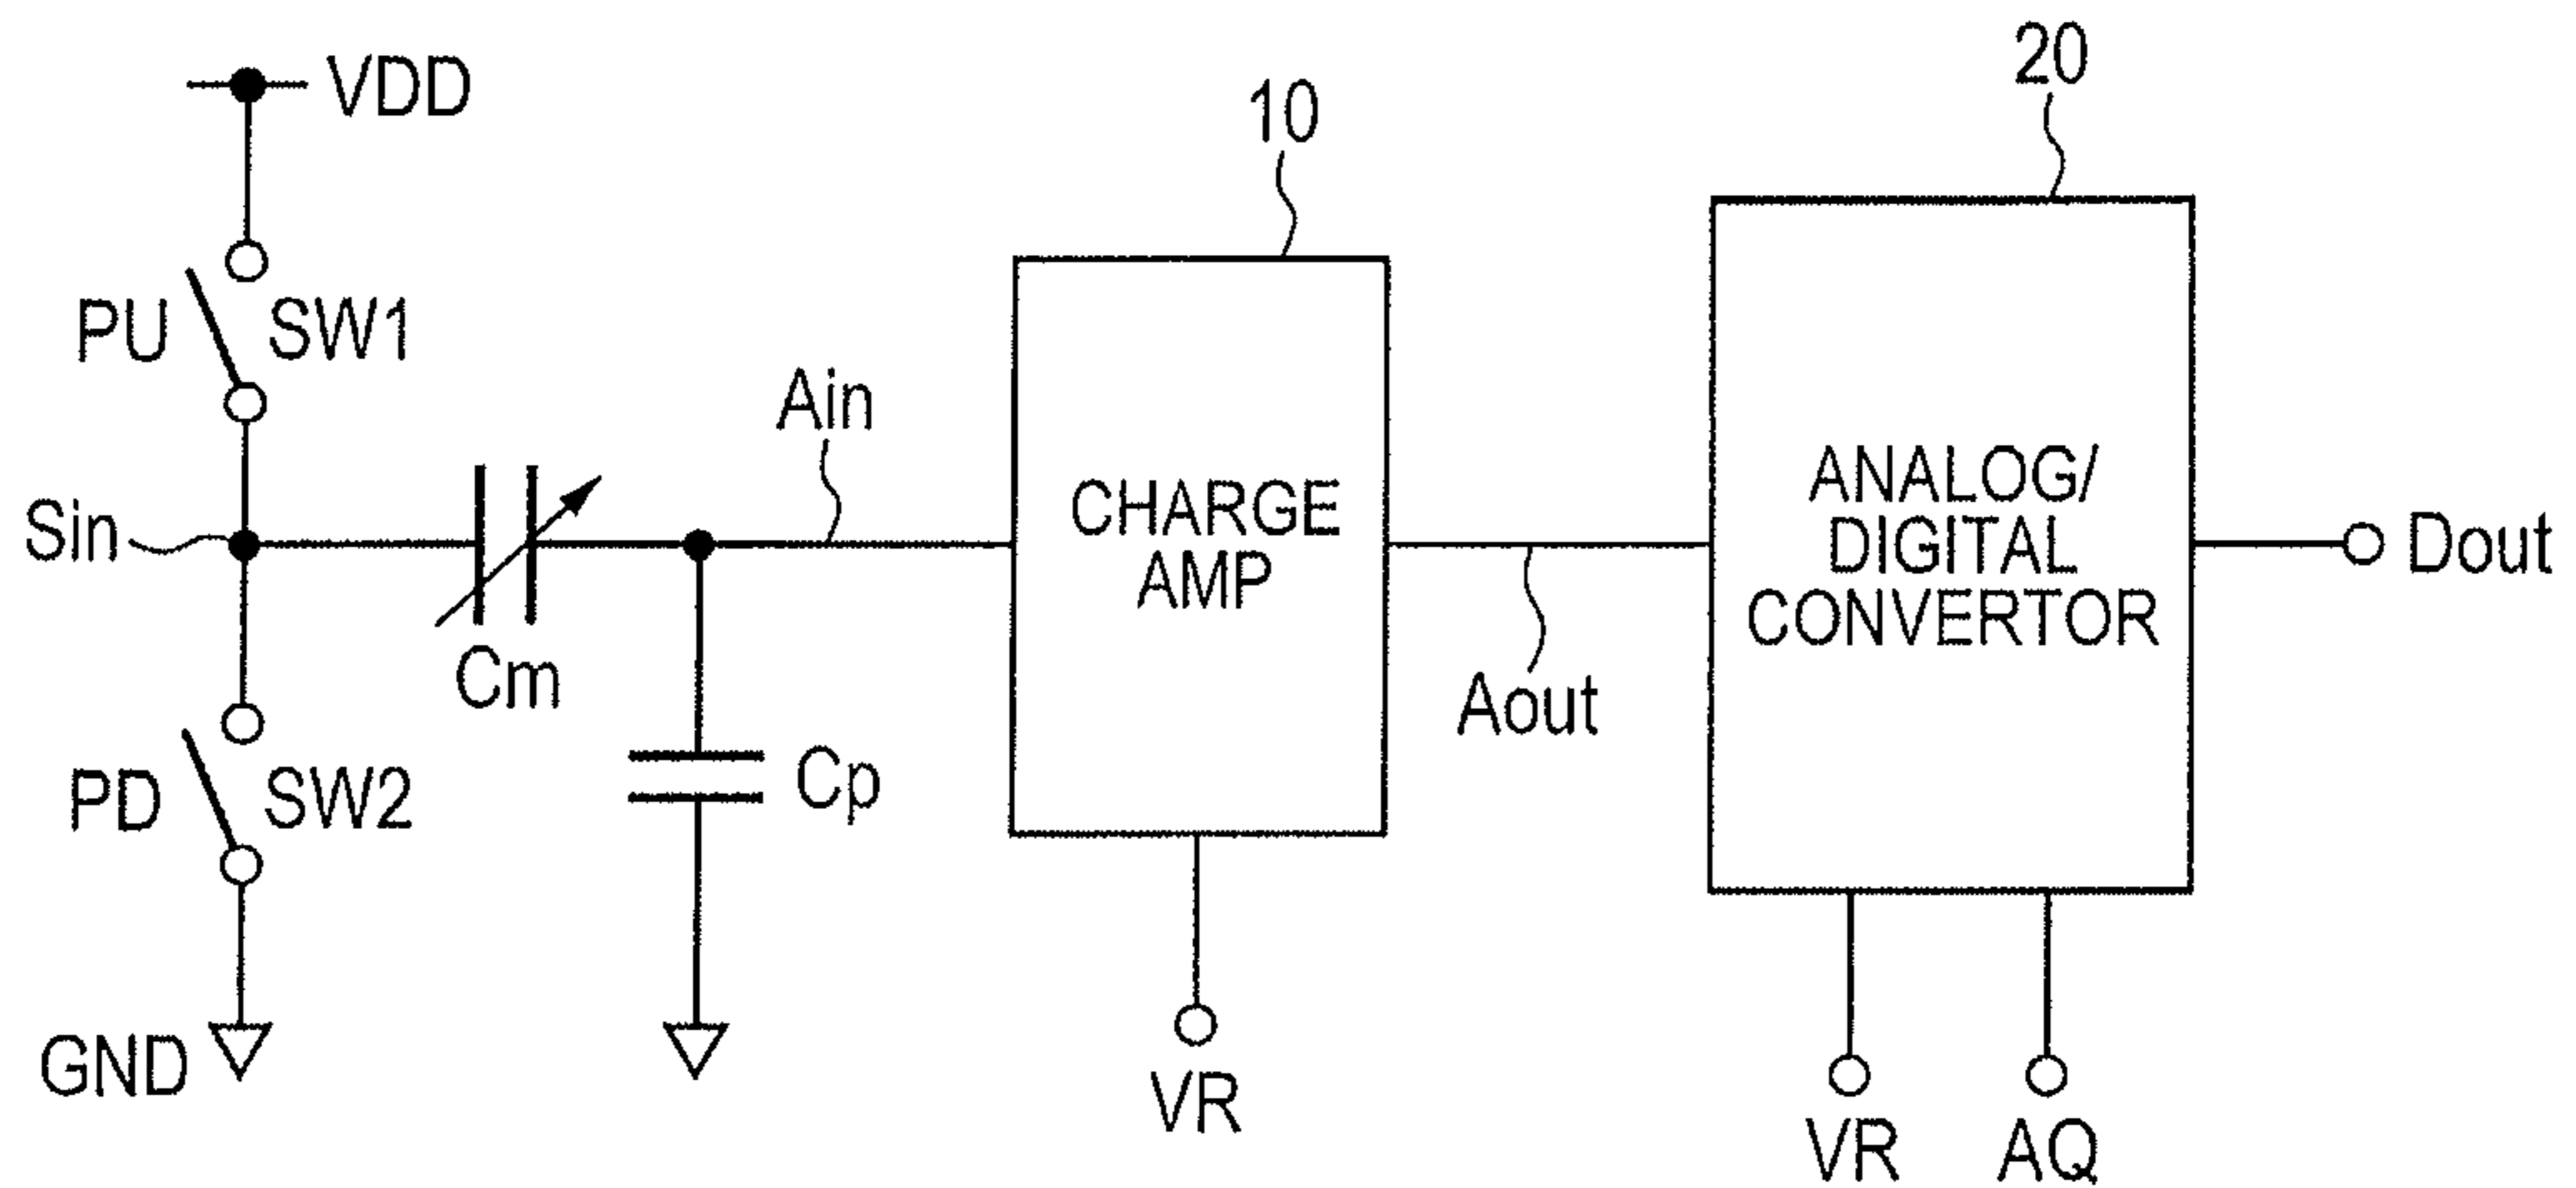 20
VDD
10
PU
SW1
Ain
Sin
CHARGE
AMP
ANALOG/
DIGITAL
CONVERTOR
Dout
Cm
Aout
PD
SW2
Cp
GND
VR
VR
AQ